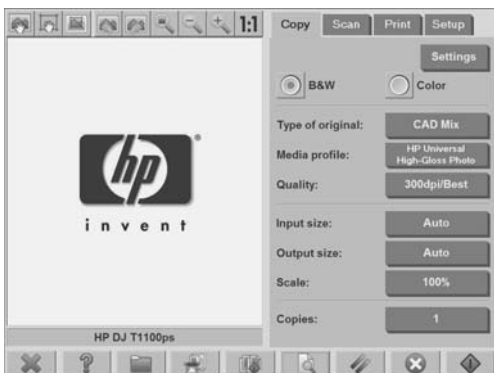 1:1
Copy Scan Print Setup
Settings
B&W Color
Type of original: CAD Mix
Media profile: HP Universal
High-Gloss Photo
Quality: 300dpi/Best
Input size: Auto
Output size: Auto
Scale: 100%
Copies: 1
hp
invent
HP DJ T1100ps
?